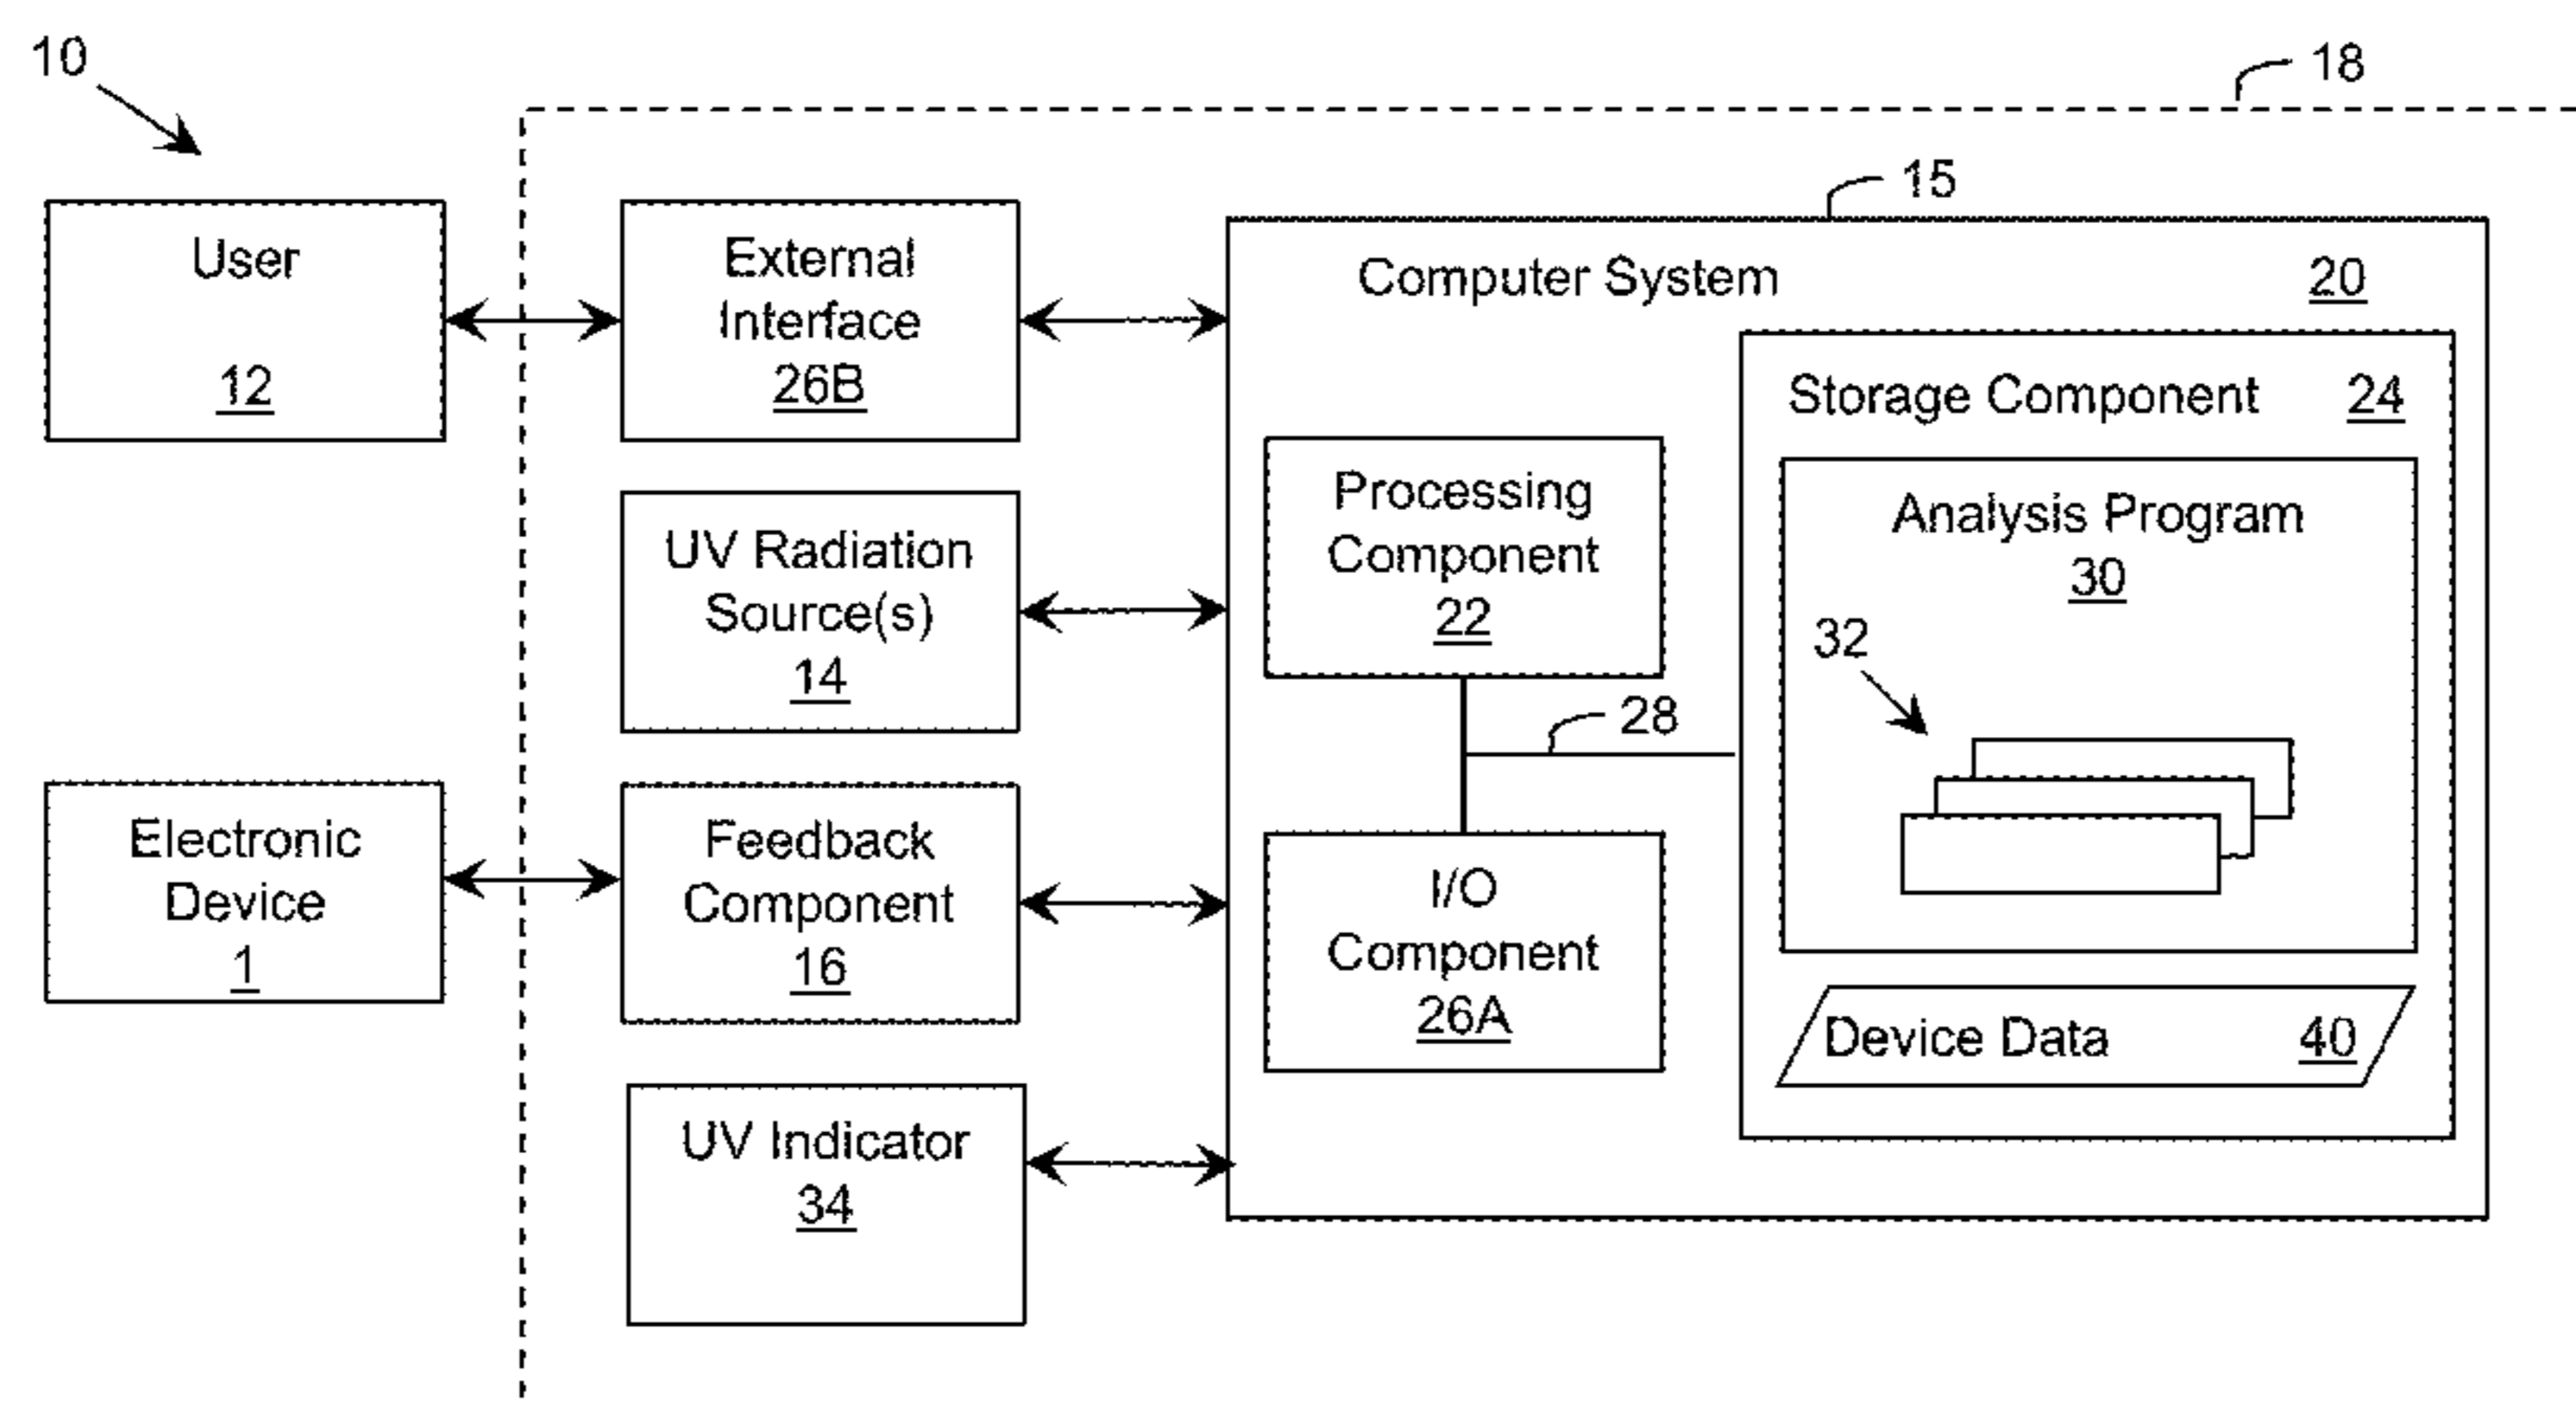 10
18
15
User
12
External
Interface
26B
Computer System 20
Storage Component 24
UV Radiation
Source(s)
14
Processing
Component
22
Analysis Program
30
32
28
Electronic
Device
1
Feedback
Component
16
I/O
Component
26A
Device Data 40
UV Indicator
34